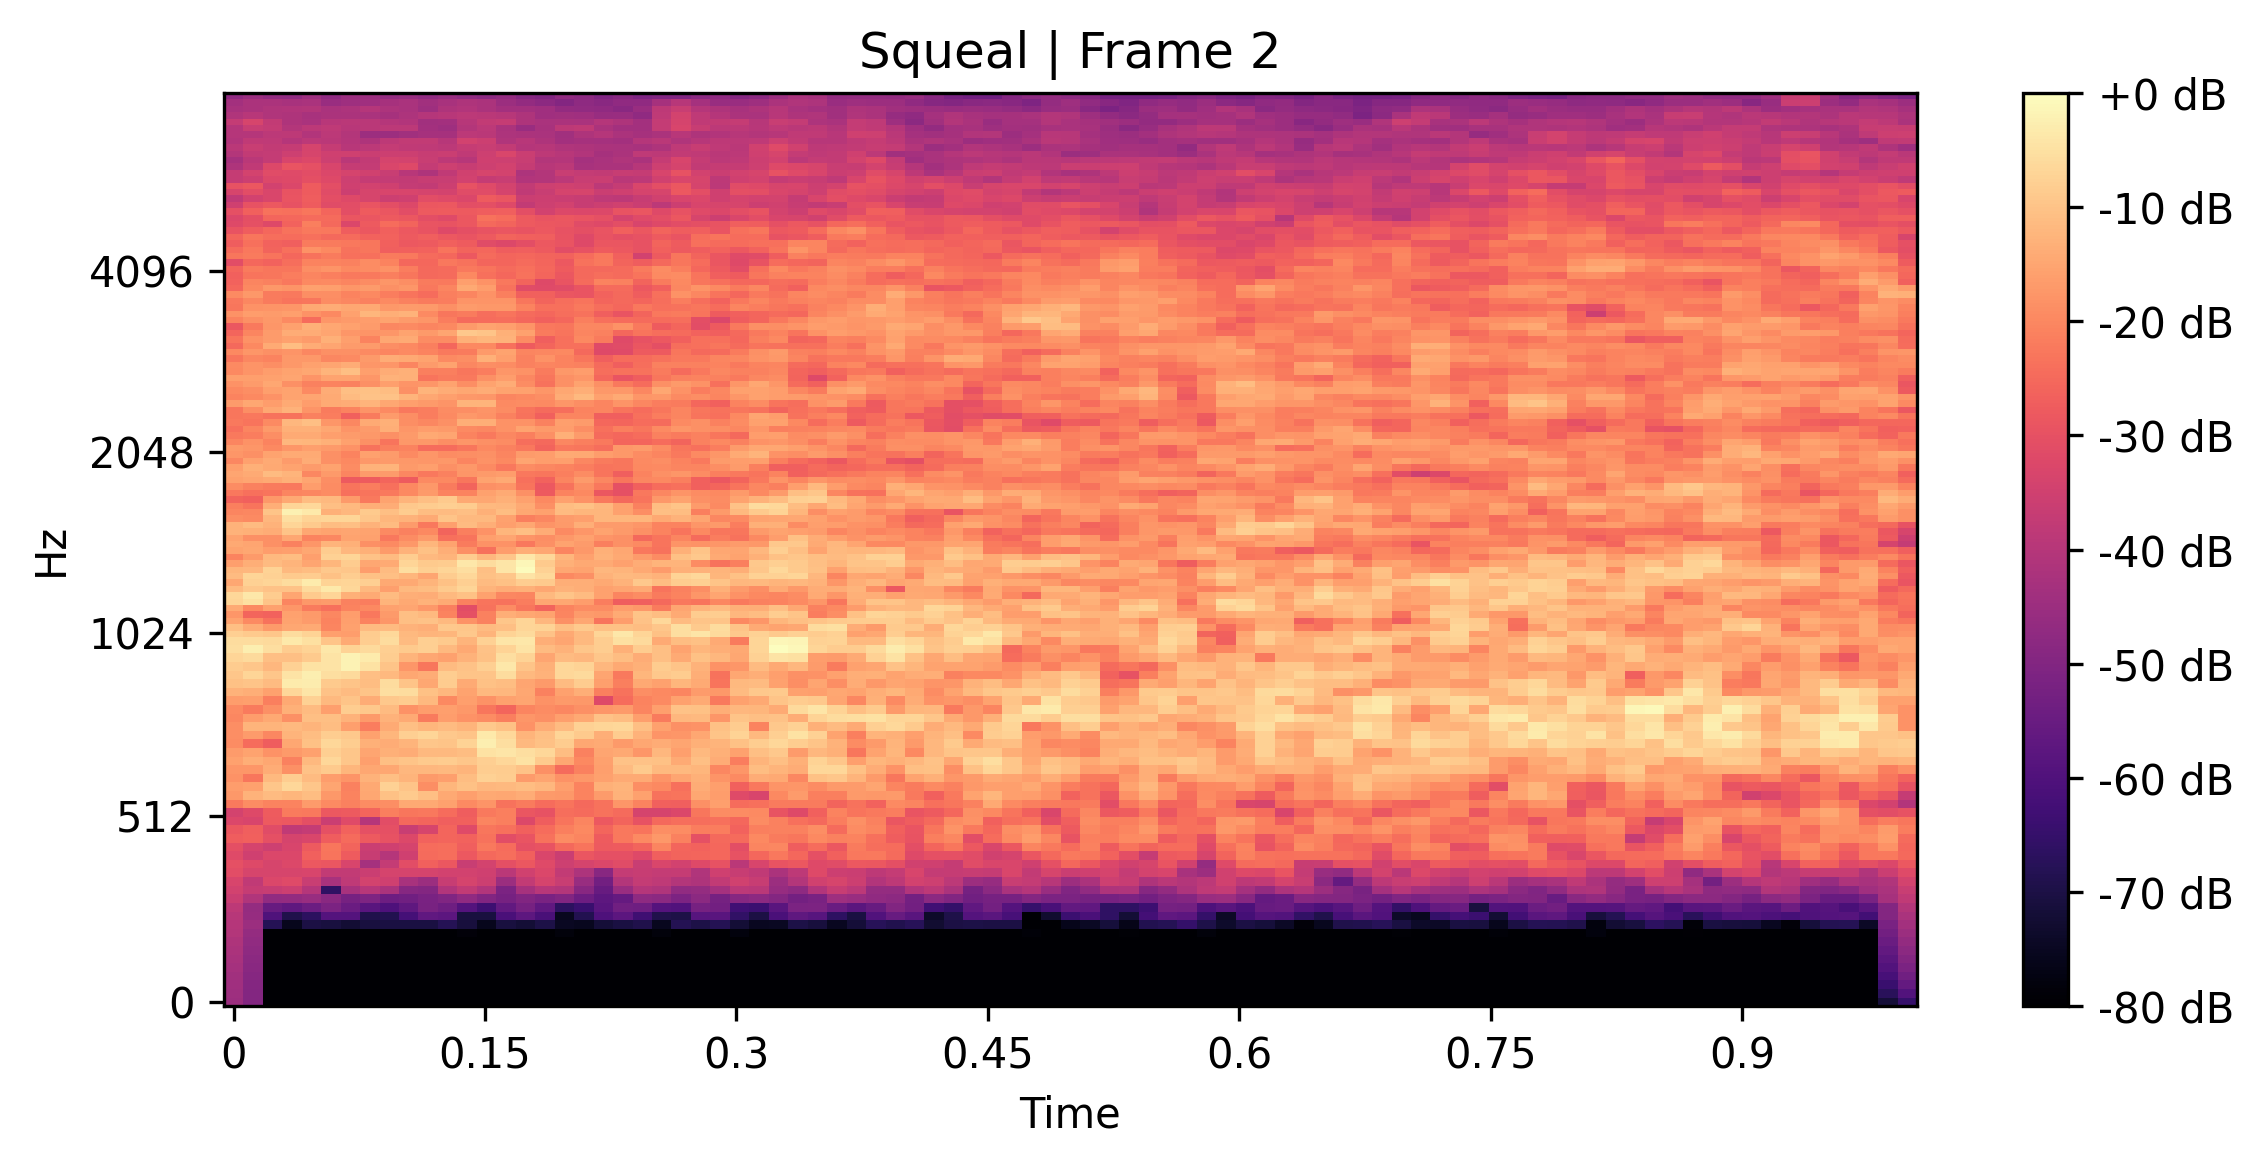 Squeal | Frame 2
+0 dB
-10 dB
-20 dB
-30 dB
-40 dB
-50 dB
-60 dB
-70 dB
-80 dB
Hz
4096
2048
1024
512
0
0 0.15 0.3 0.45 0.6 0.75 0.9
Time